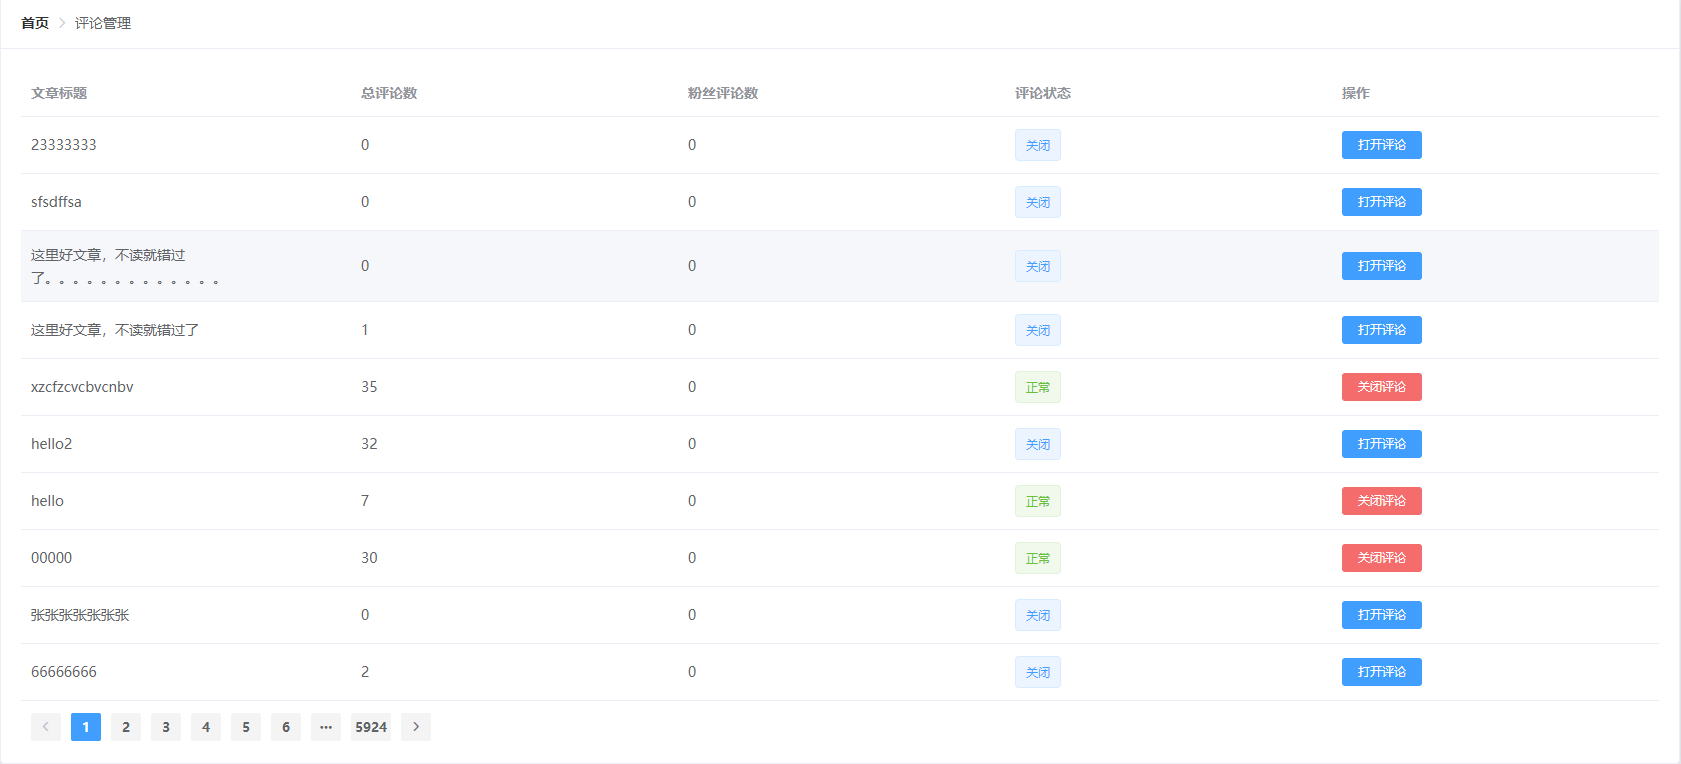 首页 > 评论管理
文章标题 总评论数 粉丝评论数 评论状态 操作
23333333 0 0 关闭 打开评论
sfsdffsa 0 0 关闭 打开评论
这里好文章，不读就错过
了。。。。。。。。。。。。。 0 0 关闭 打开评论
这里好文章，不读就错过了 1 0 关闭 打开评论
xzcfzcvcbvcnbv 35 0 正常 关闭评论
hello2 32 0 关闭 打开评论
hello 7 0 正常 关闭评论
00000 30 0 正常 关闭评论
张张张张张张张 0 0 关闭 打开评论
66666666 2 0 关闭 打开评论
< 1 2 3 4 5 6 ··· 5924 >